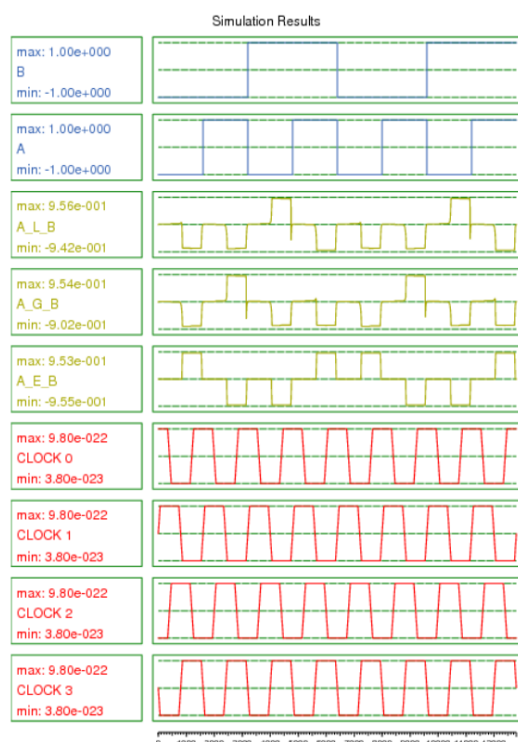 Simulation Results
max: 1.00e+000
B
min: -1.00e+000
max: 1.00e+000
A
min: -1.00e+000
max: 9.56e-001
A_L_B
min: -9.42e-001
max: 9.54e-001
A_G_B
min: -9.02e-001
max: 9.53e-001
A_E_B
min: -9.55e-001
max: 9.80e-022
CLOCK 0
min: 3.80e-023
max: 9.80e-022
CLOCK 1
min: 3.80e-023
max: 9.80e-022
CLOCK 2
min: 3.80e-023
max: 9.80e-022
CLOCK 3
min: 3.80e-023